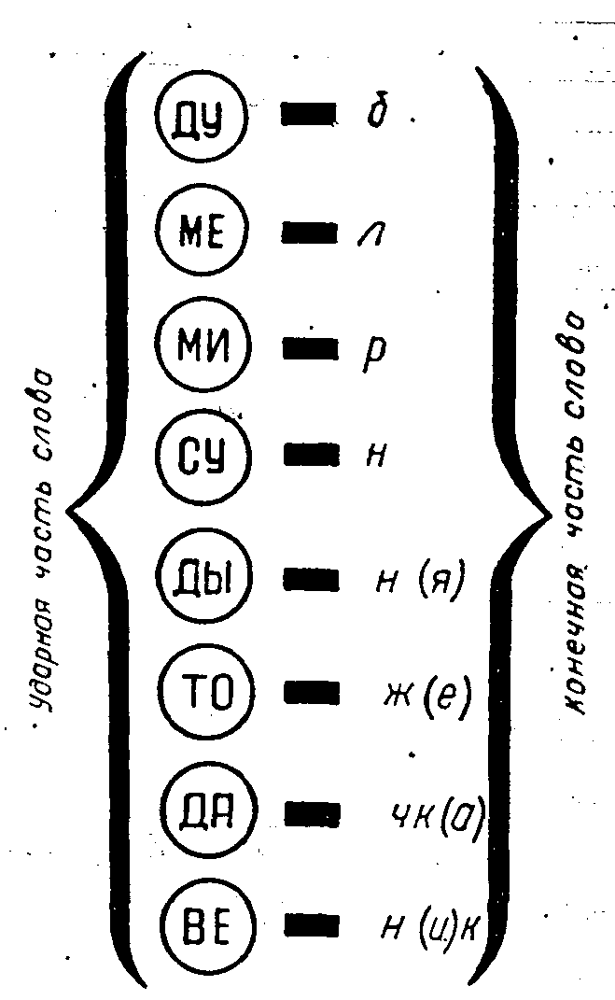 ударная часть слова
ДУ — б
МЕ — л
МИ — р
СУ — н
ДЫ — н (я)
ТО — ж (е)
ДА — чк (а)
ВЕ — н (и) к
конечная часть слова